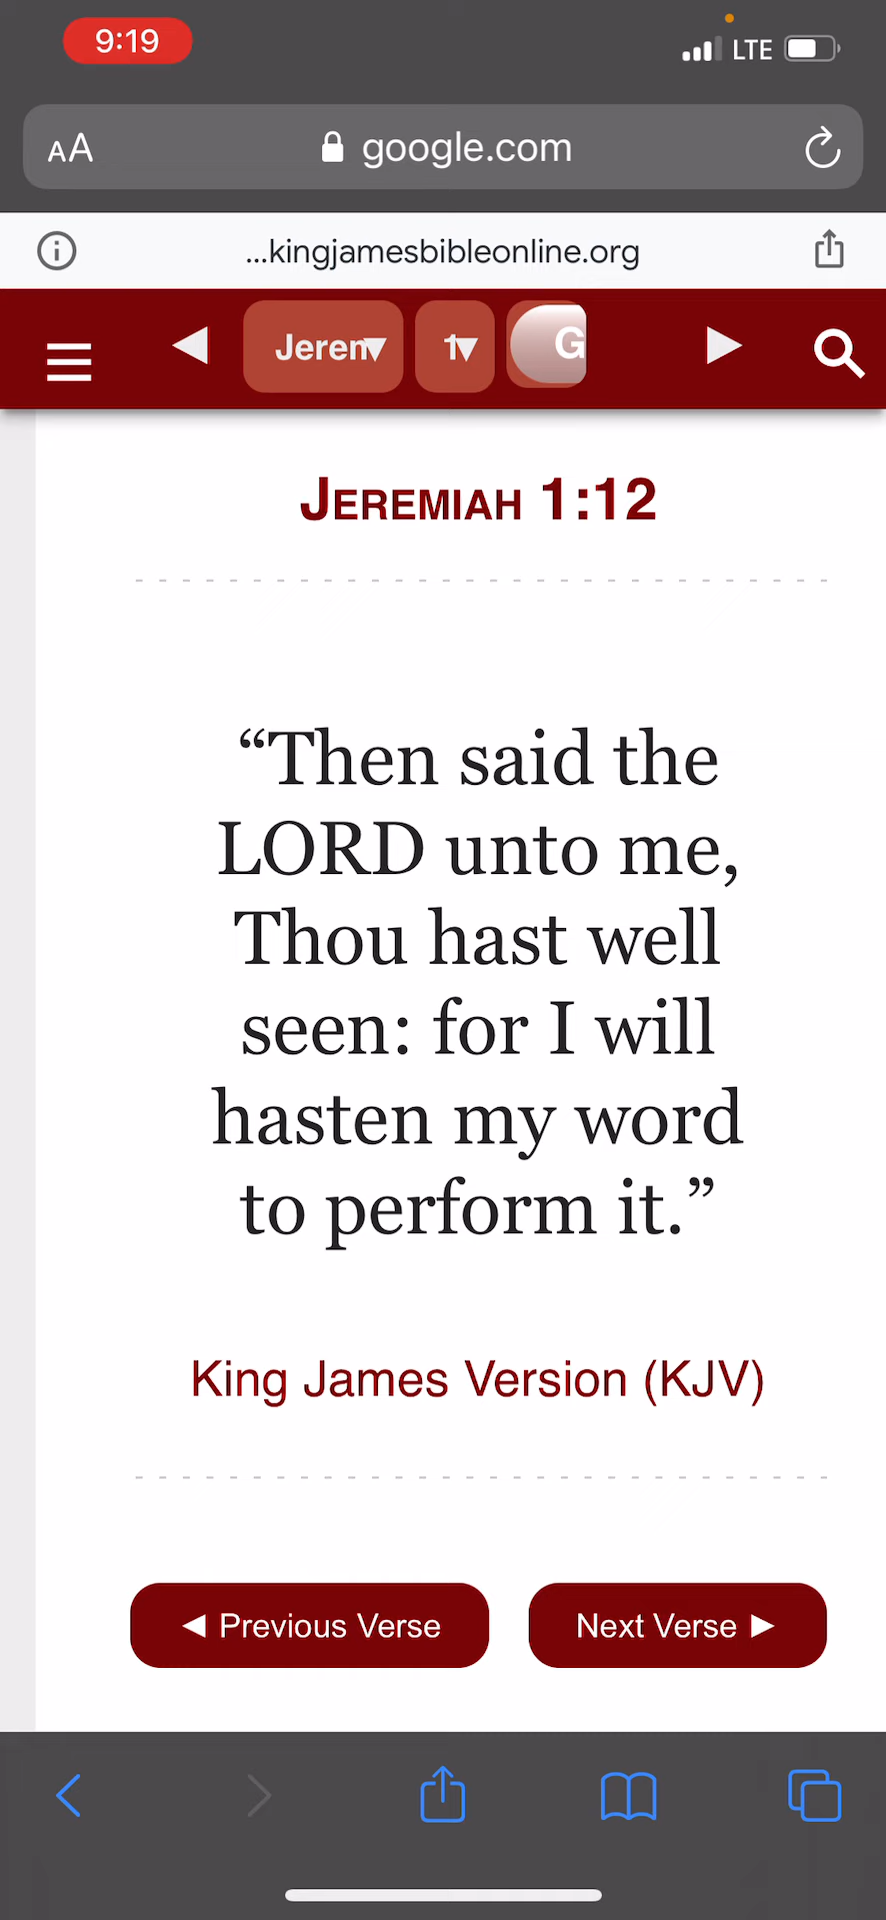 9:19
LTE
AA
google.com
...kingjamesbibleonline.org
Jerem
1
G
JEREMIAH 1:12
“Then said the
LORD unto me,
Thou hast well
seen: for I will
hasten my word
to perform it.”
King James Version (KJV)
◀ Previous Verse
Next Verse ▶